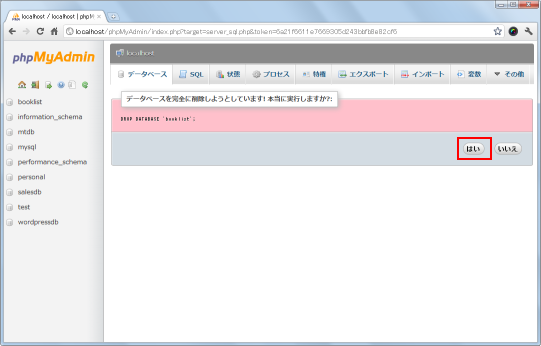 localhost / localhost | phpM
localhost/phpMyAdmin/index.php?target=server_sql.php&token=5a21f6611e7669305d243bbfb8e82cf6
phpMyAdmin
localhost
データベース SQL 状態 プロセス 特権 エクスポート インポート 変数 その他
データベースを完全に削除しようとしています! 本当に実行しますか?:
DROP DATABASE `booklist`;
はい いいえ
booklist
information_schema
mtdb
mysql
performance_schema
personal
salesdb
test
wordpressdb